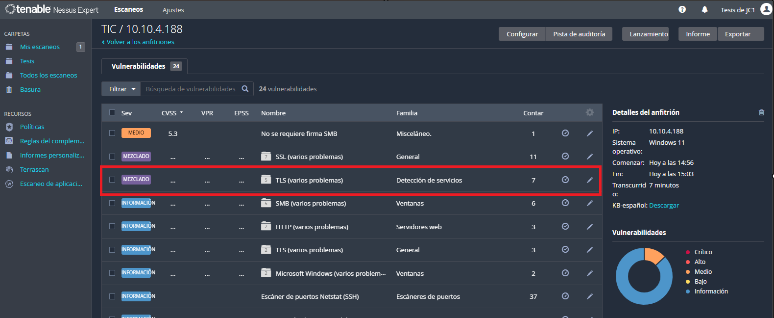 tenable Nessus Expert
Escaneos
Ajustes
Tesis de JC1
CARPETAS
Mis escaneos 1
Tesis
Todos los escaneos
Basura
RECURSOS
Políticas
Reglas del complem...
Informes personaliz...
Terrascan
Escaneo de aplicaci...
TIC / 10.10.4.188
‹ Volver a los anfitriones
Configurar
Pista de auditoría
Lanzamiento
Informe
Exportar
Vulnerabilidades 24
Filtrar
Búsqueda de vulnerabilidades
24 vulnerabilidades
Sev CVSS VPR EPSS Nombre Familia Contar
MEDIO 5.3 No se requiere firma SMB Misceláneo. 1
MEZCLADO ... ... ... SSL (varios problemas) General 11
MEZCLADO ... ... ... TLS (varios problemas) Detección de servicios 7
INFORMACIÓN ... ... ... SMB (varios problemas) Ventanas 6
INFORMACIÓN ... ... ... HTTP (varios problemas) Servidores web 3
INFORMACIÓN ... ... ... TLS (varios problemas) General 3
INFORMACIÓN ... ... ... Microsoft Windows (varios problem... Ventanas 2
INFORMACIÓN Escáner de puertos Netstat (SSH) Escáneres de puertos 37
INFORMACIÓN
Detalles del anfitrión
IP: 10.10.4.188
Sistema Windows 11
operativo:
Comenzar: Hoy a las 14:56
Fin: Hoy a las 15:03
Transcurrid 7 minutos
o:
KB español: Descargar
Vulnerabilidades
Crítico
Alto
Medio
Bajo
Información